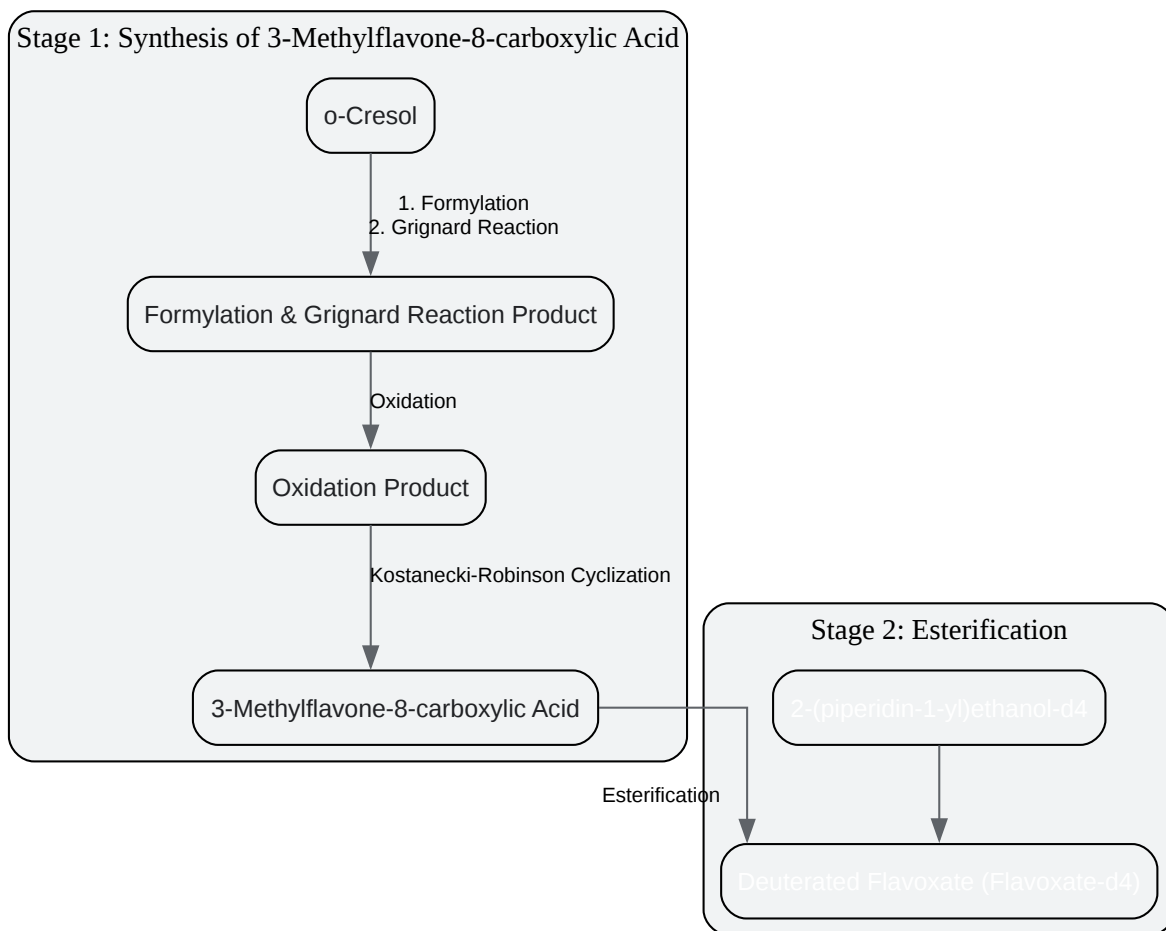 Stage 1: Synthesis of 3-Methylflavone-8-carboxylic Acid
o-Cresol
1. Formylation
2. Grignard Reaction
Formylation & Grignard Reaction Product
Oxidation
Oxidation Product
Kostanecki-Robinson Cyclization
3-Methylflavone-8-carboxylic Acid
Stage 2: Esterification
2-(piperidin-1-yl)ethanol-d4
Esterification
Deuterated Flavoxate (Flavoxate-d4)